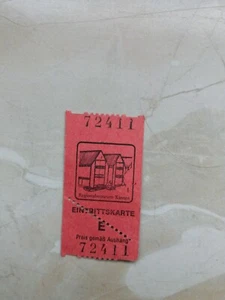 72411
EINTRITTSKARTE
E
Preis gemäß Aushang
72411